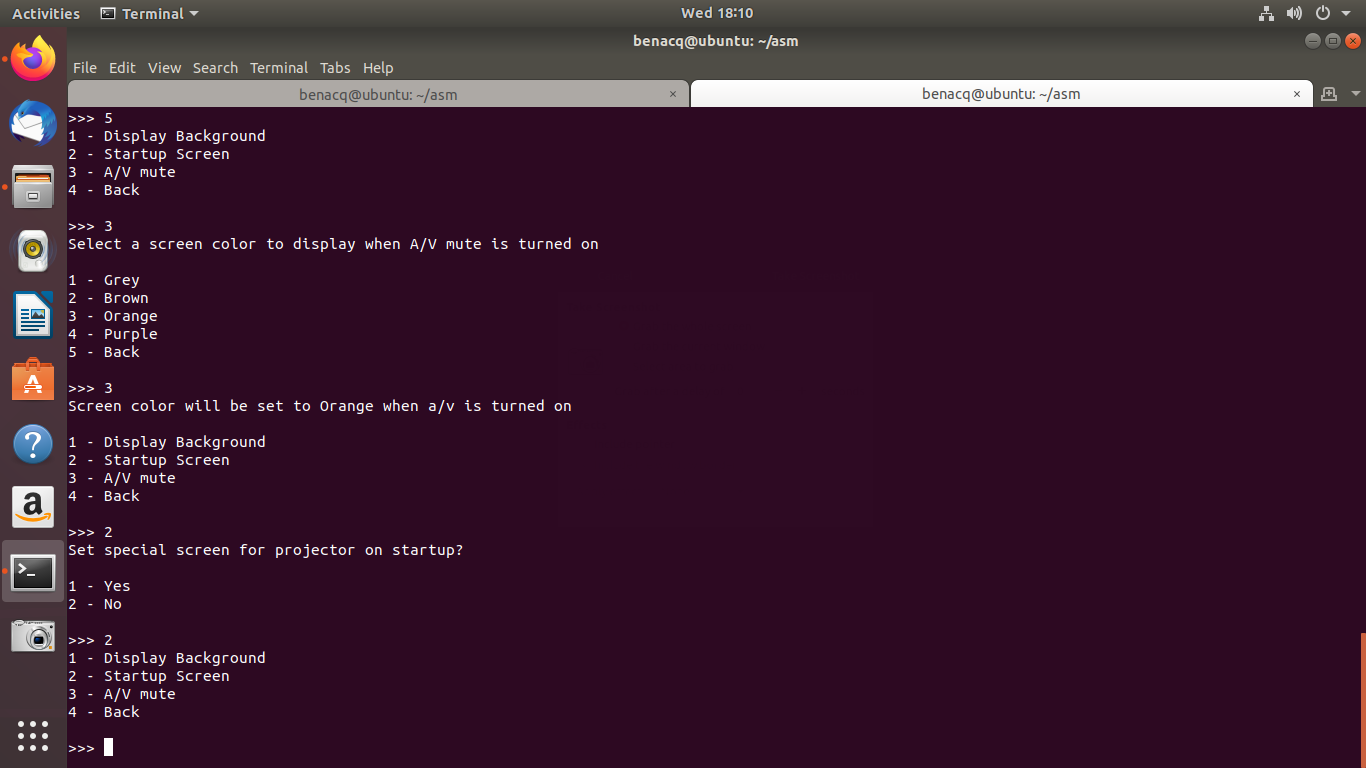 Activities Terminal Wed 18:10
benacq@ubuntu: ~/asm
File Edit View Search Terminal Tabs Help
benacq@ubuntu: ~/asm × benacq@ubuntu: ~/asm ×
>>> 5
1 - Display Background
2 - Startup Screen
3 - A/V mute
4 - Back
>>> 3
Select a screen color to display when A/V mute is turned on
1 - Grey
2 - Brown
3 - Orange
4 - Purple
5 - Back
>>> 3
Screen color will be set to Orange when a/v is turned on
1 - Display Background
2 - Startup Screen
3 - A/V mute
4 - Back
>>> 2
Set special screen for projector on startup?
1 - Yes
2 - No
>>> 2
1 - Display Background
2 - Startup Screen
3 - A/V mute
4 - Back
>>>